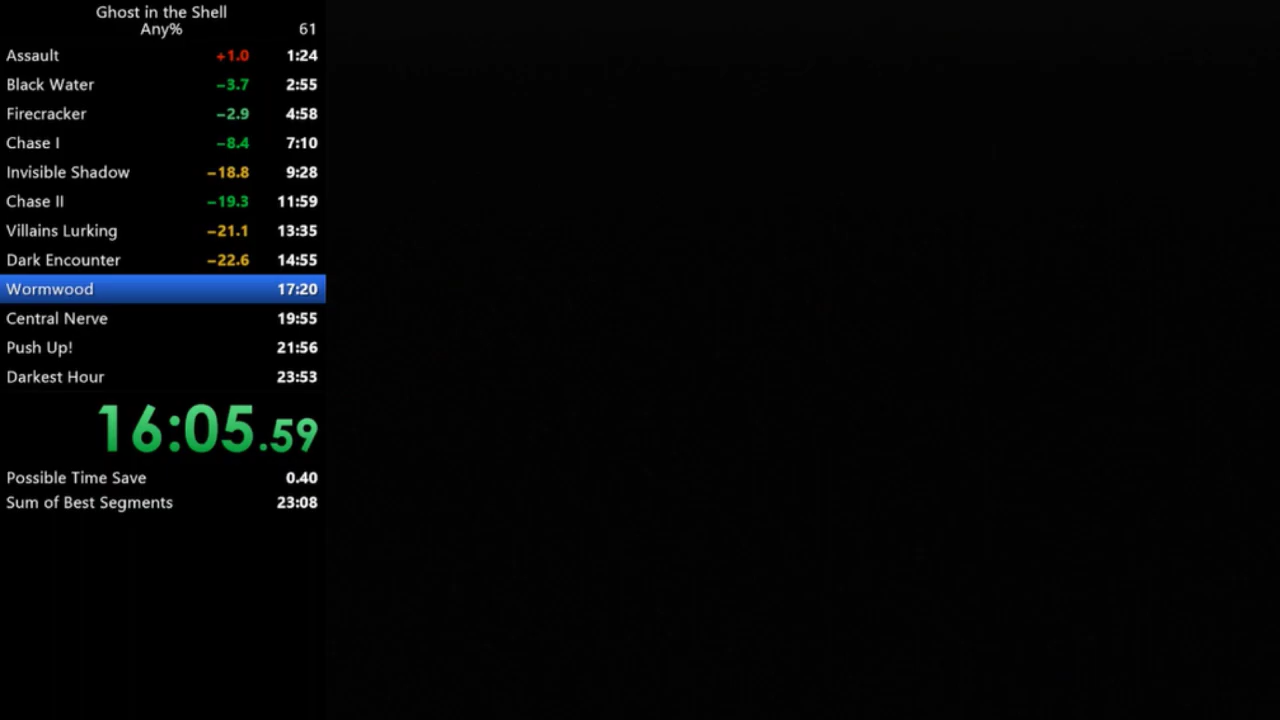 Ghost in the Shell
Any% 61
Assault +1.0 1:24
Black Water −3.7 2:55
Firecracker −2.9 4:58
Chase I −8.4 7:10
Invisible Shadow −18.8 9:28
Chase II −19.3 11:59
Villains Lurking −21.1 13:35
Dark Encounter −22.6 14:55
Wormwood 17:20
Central Nerve 19:55
Push Up! 21:56
Darkest Hour 23:53
16:05.59
Possible Time Save 0.40
Sum of Best Segments 23:08